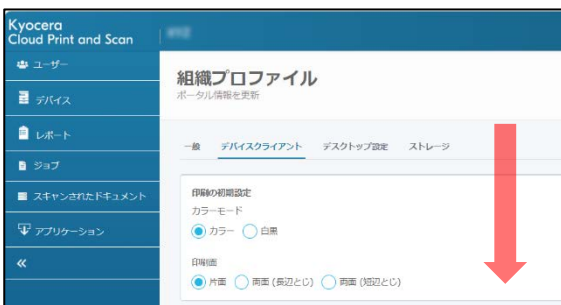 Kyocera
Cloud Print and Scan
ユーザー
デバイス
レポート
ジョブ
スキャンされたドキュメント
アプリケーション
«
組織プロファイル
ポータル情報を更新
一般 デバイスクライアント デスクトップ設定 ストレージ
印刷の初期設定
カラーモード
カラー 白黒
印刷面
片面 両面 (長辺とじ) 両面 (短辺とじ)